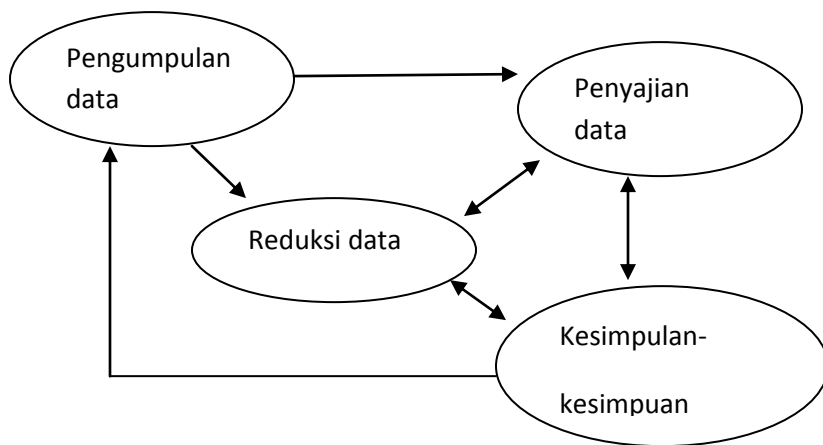 Pengumpulan
data
Penyajian
data
Reduksi data
Kesimpulan-
kesimpuan